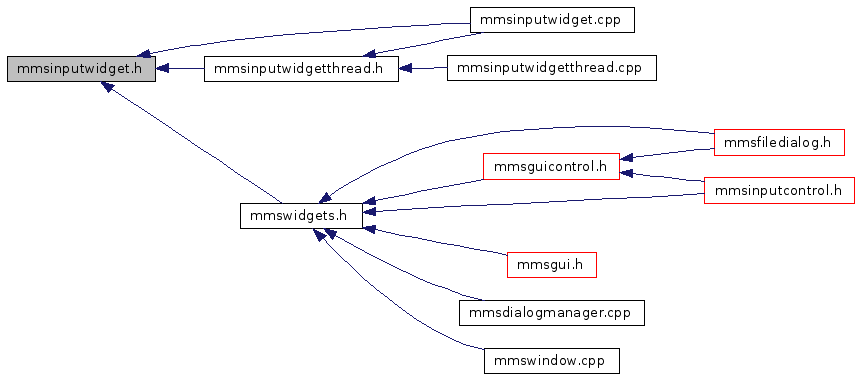 mmsinputwidget.cpp
mmsinputwidget.h
mmsinputwidgetthread.h
mmsinputwidgetthread.cpp
mmsfiledialog.h
mmsguicontrol.h
mmsinputcontrol.h
mmswidgets.h
mmsgui.h
mmsdialogmanager.cpp
mmswindow.cpp